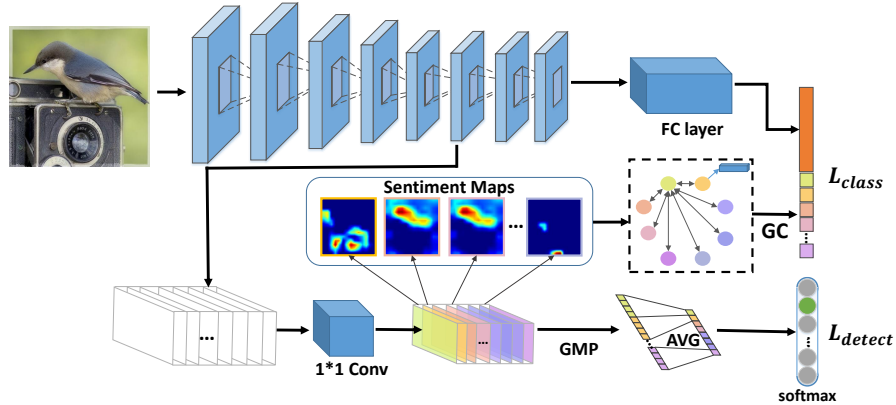 FC layer
L_class
Sentiment Maps
...
GC
...
1*1 Conv
...
GMP
AVG
L_detect
softmax